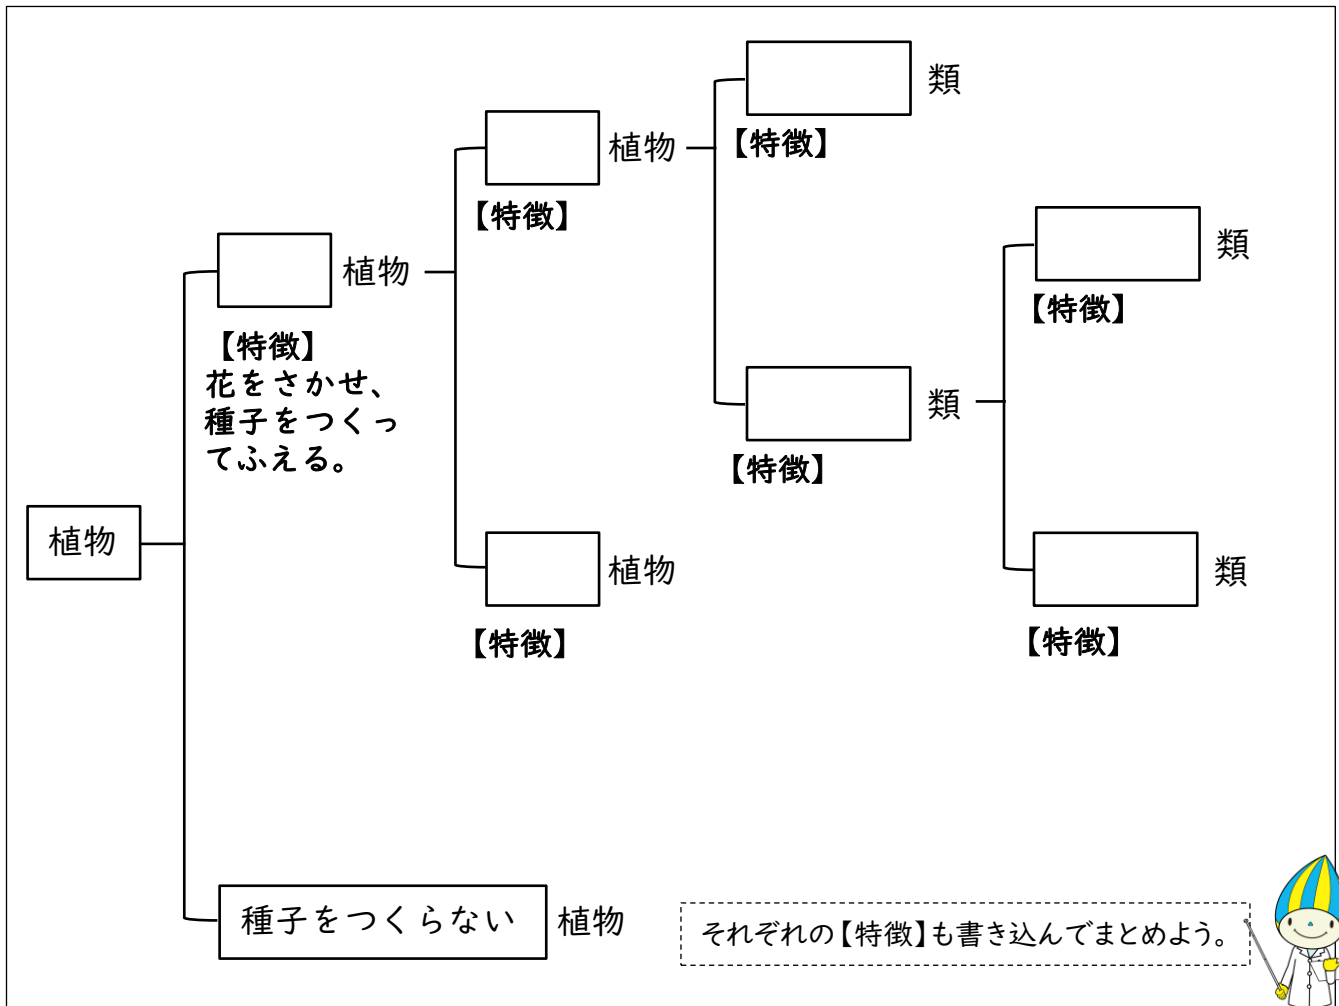 類
植物
【特徴】
【特徴】
植物
【特徴】
花をさかせ、
種子をつくっ
てふえる。
類
【特徴】
類
【特徴】
植物
植物
【特徴】
類
【特徴】
種子をつくらない 植物
それぞれの【特徴】も書き込んでまとめよう。